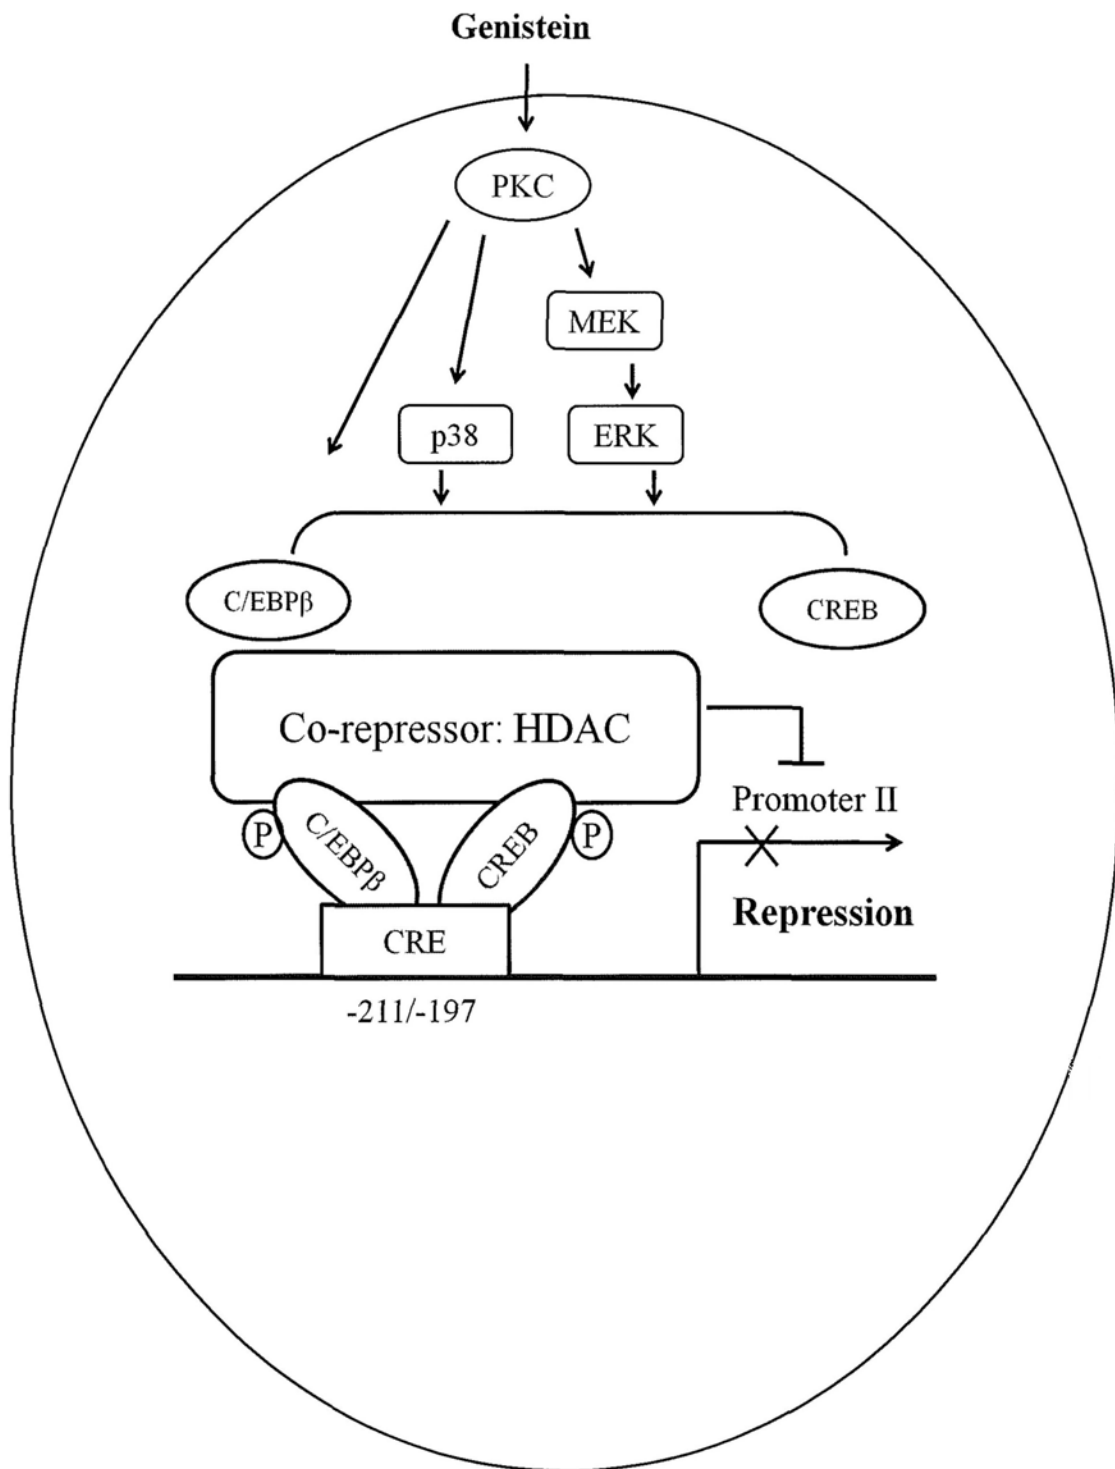 Genistein
PKC
MEK
p38
ERK
C/EBPβ
CREB
Co-repressor: HDAC
Promoter II
P
C/EBPβ
CREB
P
Repression
CRE
-211/-197